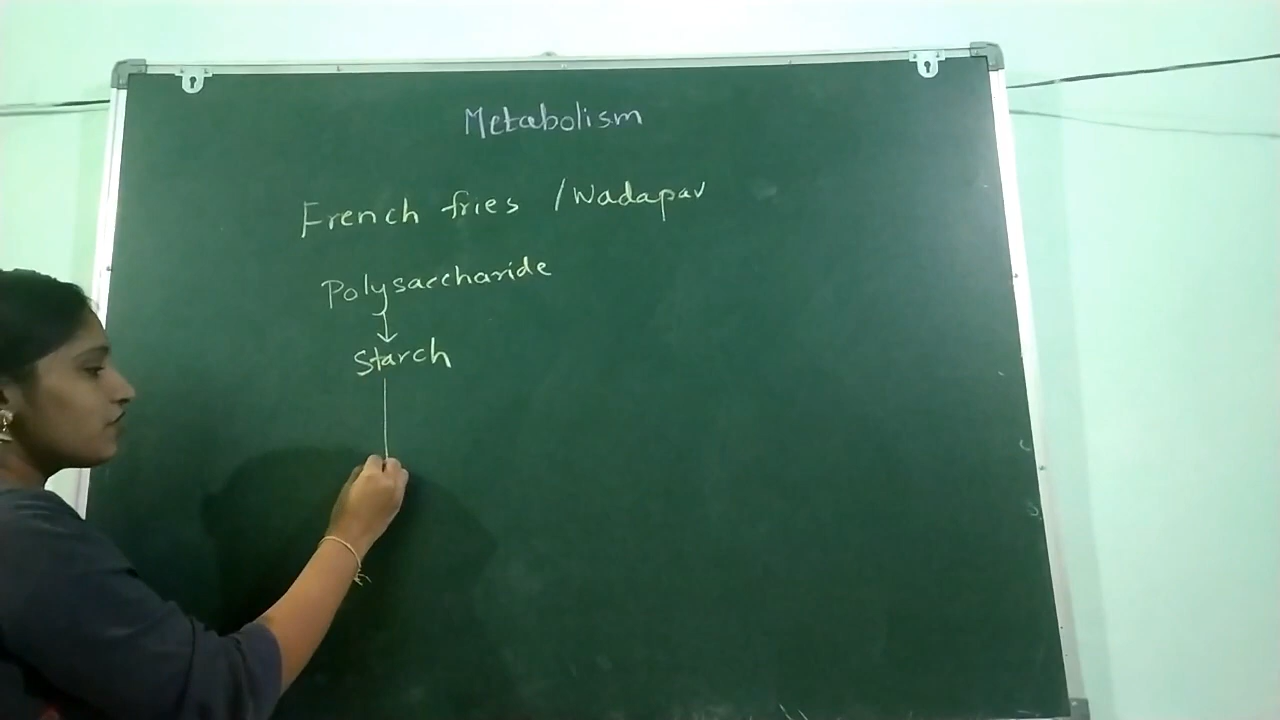 Metabolism
French fries / Wadapav
Polysaccharide
Starch